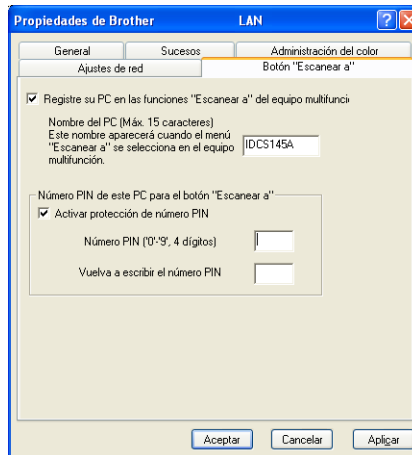 Propiedades de Brother LAN
General Sucesos Administración del color
Ajustes de red Botón "Escanear a"
Registre su PC en las funciones "Escanear a" del equipo multifunci
Nombre del PC (Máx. 15 caracteres)
Este nombre aparecerá cuando el menú
"Escanear a" se selecciona en el equipo
multifunción.
IDCS145A
Número PIN de este PC para el botón "Escanear a"
Activar protección de número PIN
Número PIN ('0'-'9', 4 dígitos)
Vuelva a escribir el número PIN
Aceptar Cancelar Aplicar